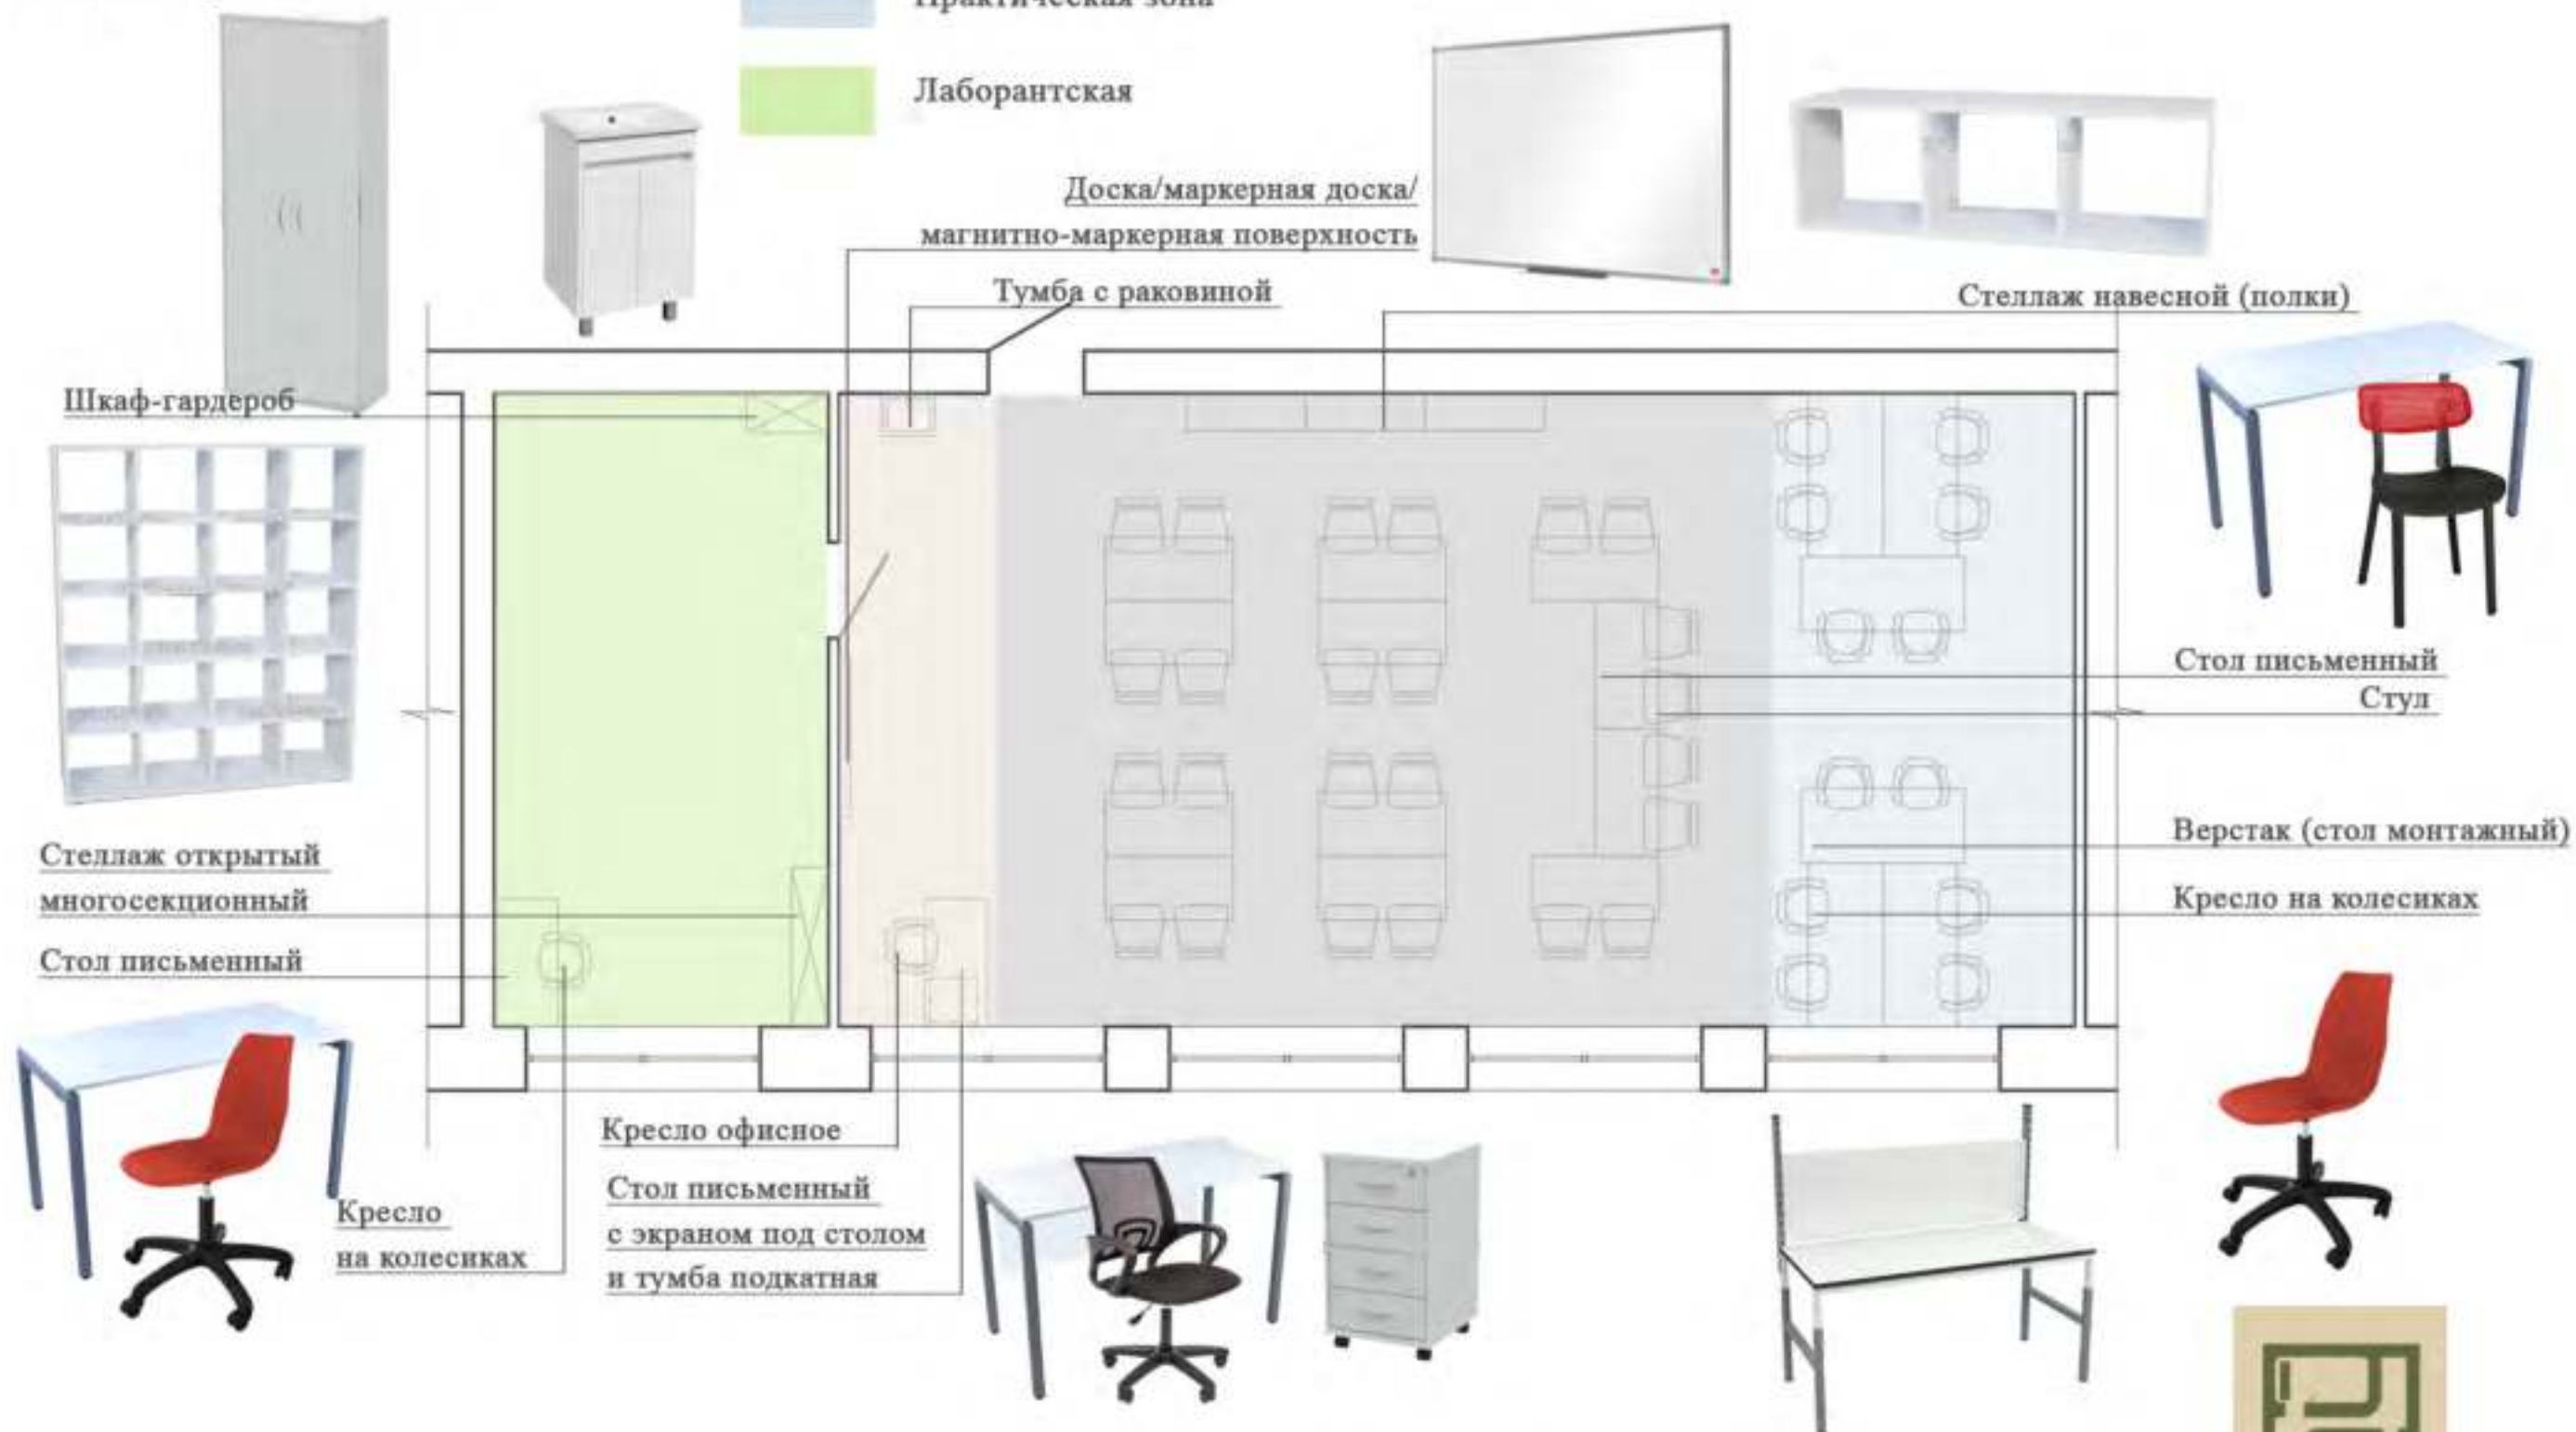 Практическая зона
Лаборантская
Доска/маркерная доска/
магнитно-маркерная поверхность
Тумба с раковиной
Стеллаж навесной (полки)
Шкаф-гардероб
Стол письменный
Стул
Верстак (стол монтажный)
Кресло на колесиках
Стеллаж открытый
многосекционный
Стол письменный
Кресло
на колесиках
Кресло офисное
Стол письменный
с экраном под столом
и тумба подкатная